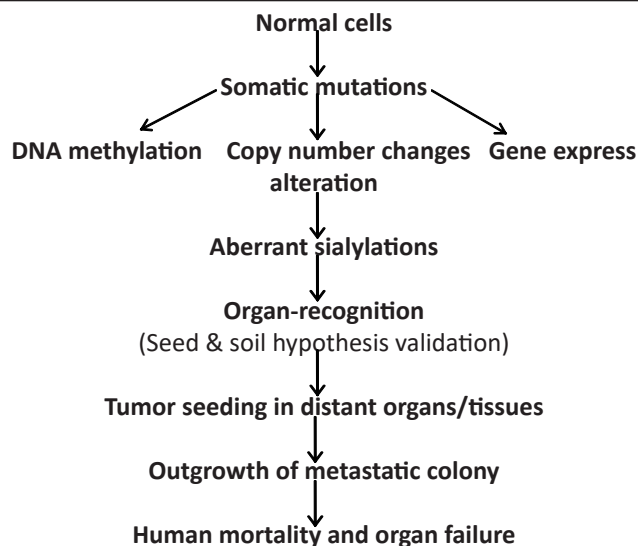 Normal cells
Somatic mutations
DNA methylation Copy number changes Gene express
alteration
Aberrant sialylations
Organ-recognition
(Seed & soil hypothesis validation)
Tumor seeding in distant organs/tissues
Outgrowth of metastatic colony
Human mortality and organ failure